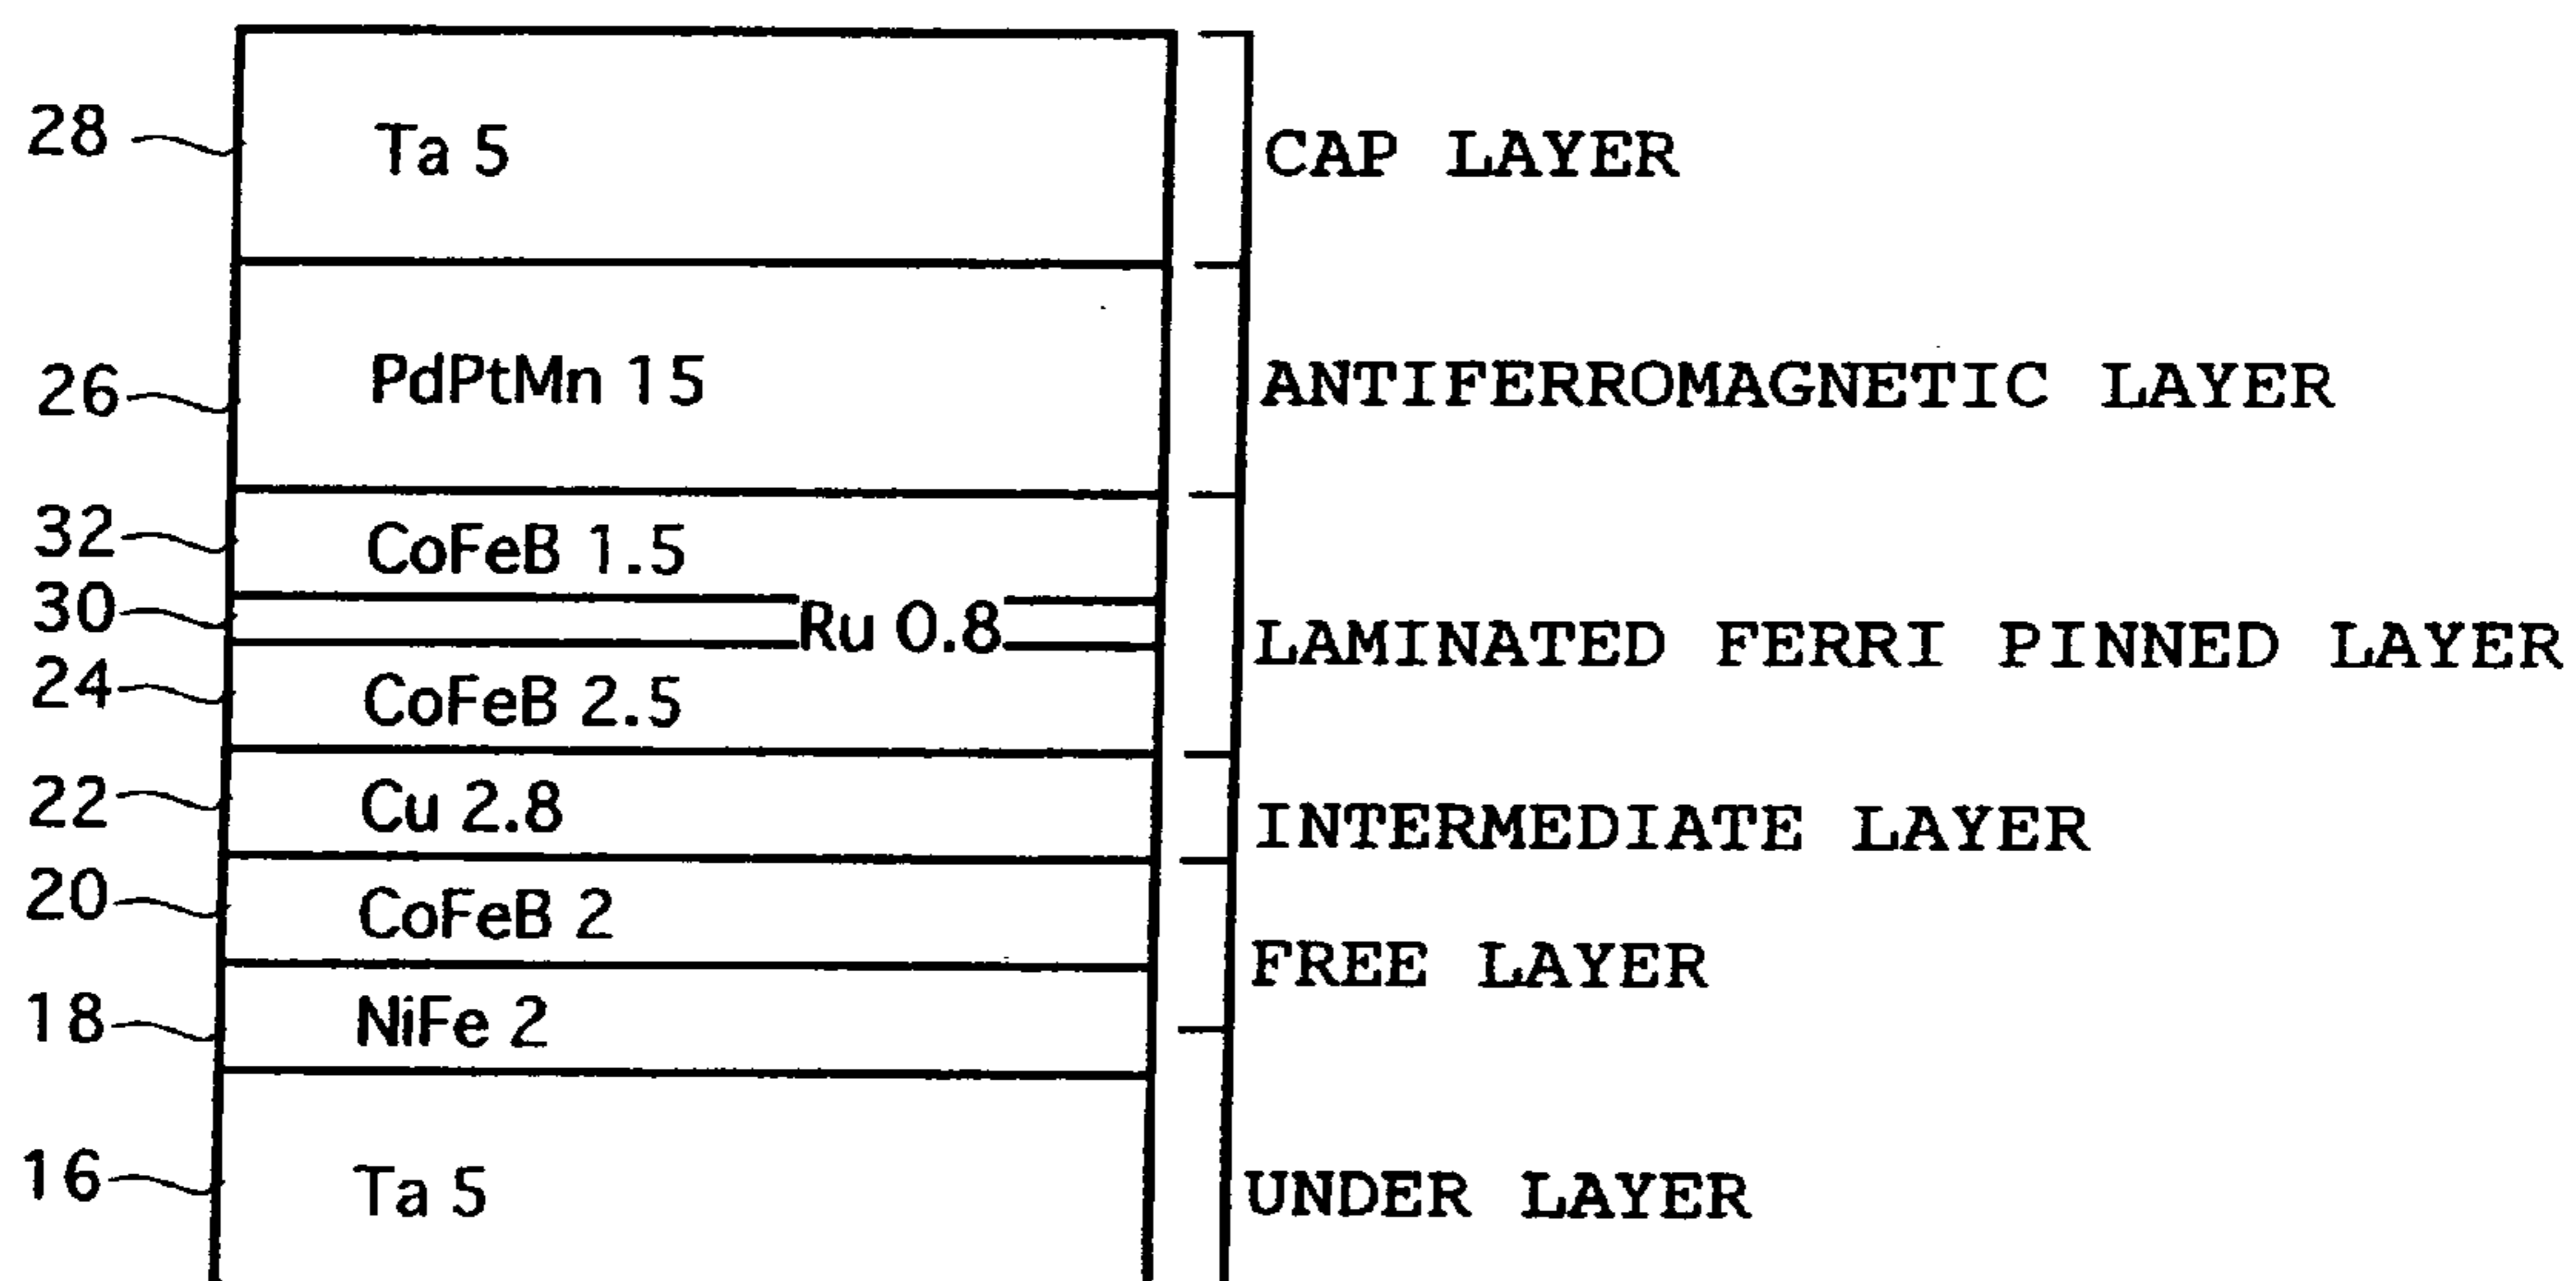 28 Ta 5 CAP LAYER
26 PdPtMn 15 ANTIFERROMAGNETIC LAYER
32 CoFeB 1.5
30 Ru 0.8 LAMINATED FERRI PINNED LAYER
24 CoFeB 2.5
22 Cu 2.8 INTERMEDIATE LAYER
20 CoFeB 2
FREE LAYER
18 NiFe 2
16 Ta 5 UNDER LAYER